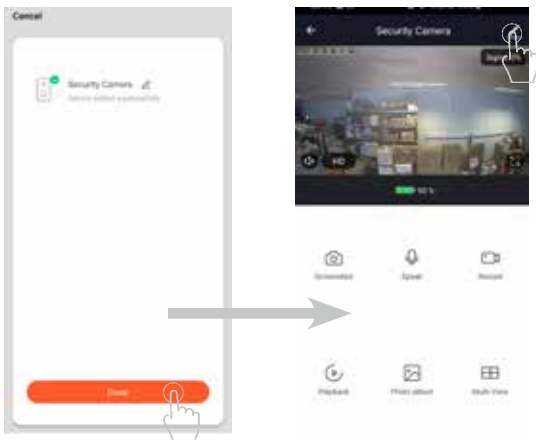 Cancel
Security Camera
Device added successfully
Done
Security Camera
HD
Screenshot
Speak
Record
Playback
Photo album
Multi-View